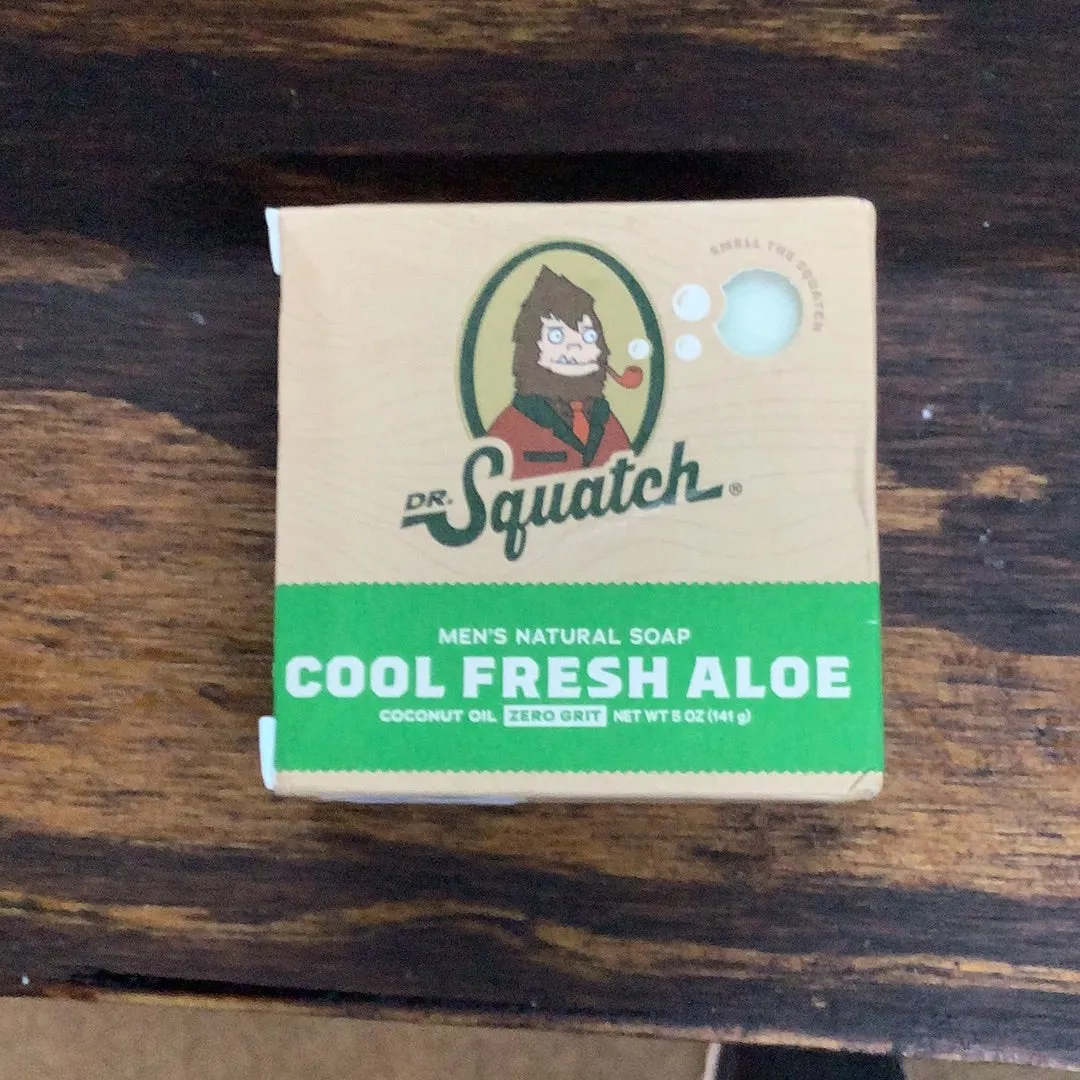 SMELL THE SQUATCH
DR. Squatch ®
MEN'S NATURAL SOAP
COOL FRESH ALOE
COCONUT OIL ZERO GRIT NET WT 5 OZ (141 g)